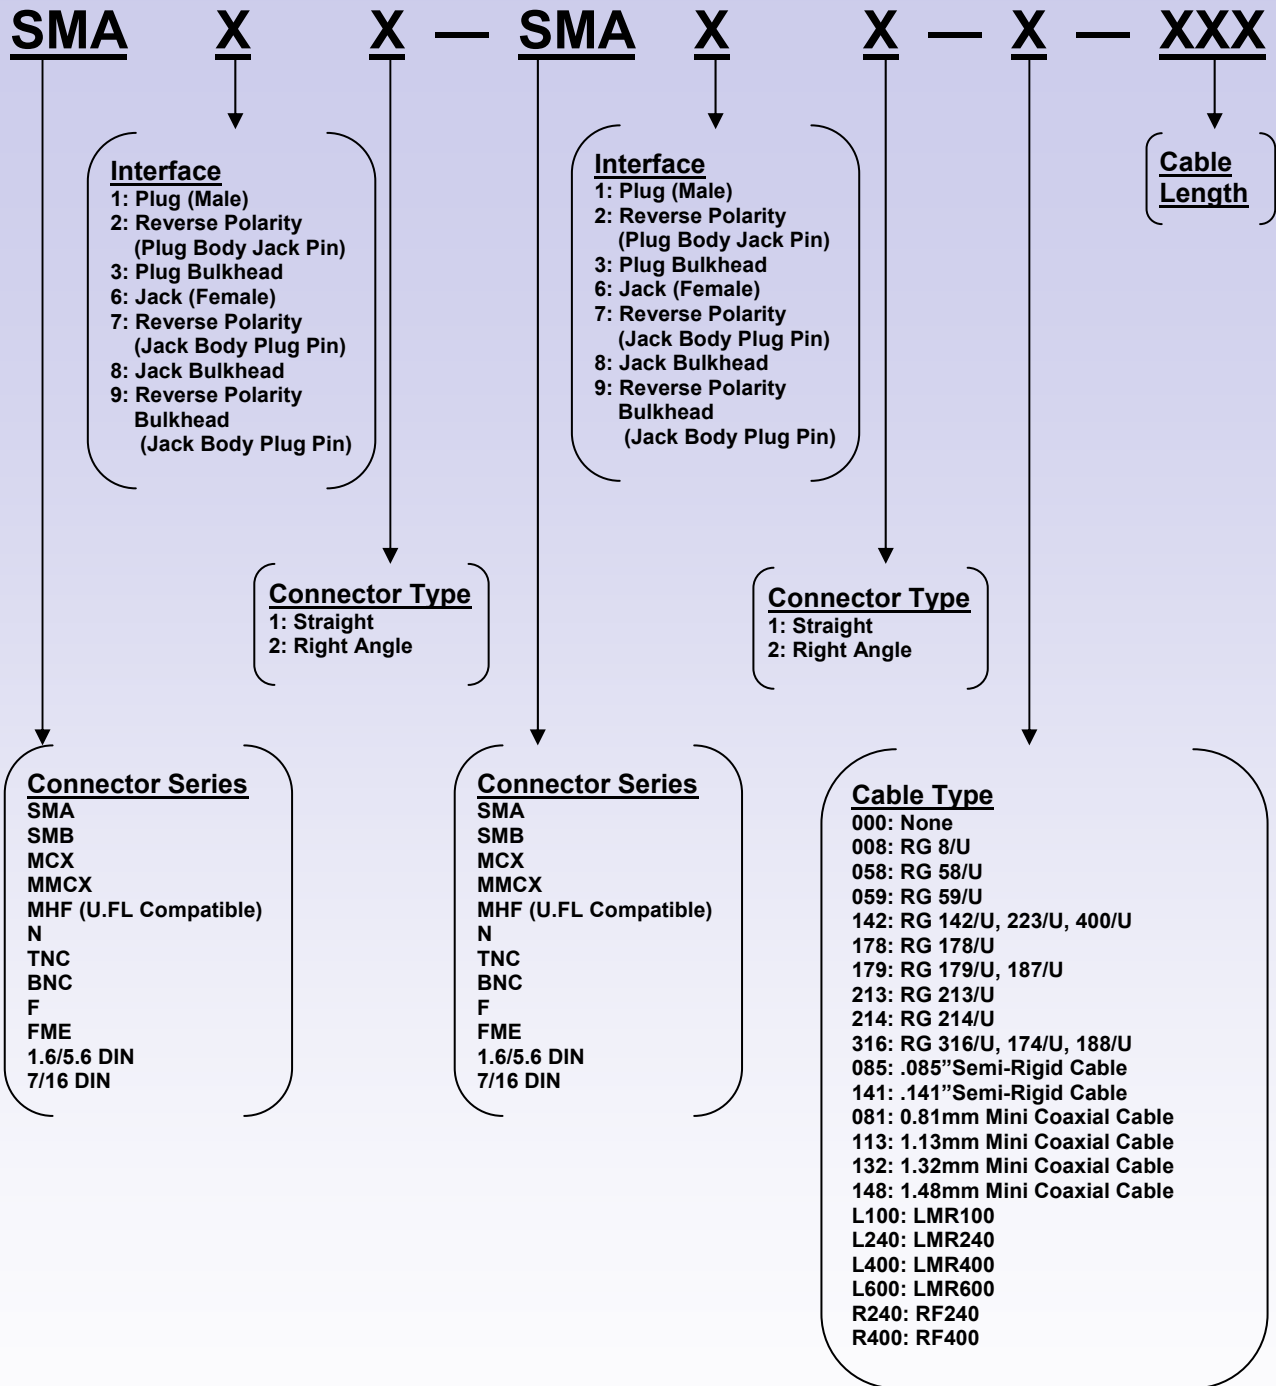 SMA X X — SMA X X — X — XXX
Interface
1: Plug (Male)
2: Reverse Polarity
(Plug Body Jack Pin)
3: Plug Bulkhead
6: Jack (Female)
7: Reverse Polarity
(Jack Body Plug Pin)
8: Jack Bulkhead
9: Reverse Polarity
Bulkhead
(Jack Body Plug Pin)
Interface
1: Plug (Male)
2: Reverse Polarity
(Plug Body Jack Pin)
3: Plug Bulkhead
6: Jack (Female)
7: Reverse Polarity
(Jack Body Plug Pin)
8: Jack Bulkhead
9: Reverse Polarity
Bulkhead
(Jack Body Plug Pin)
Cable
Length
Connector Type
1: Straight
2: Right Angle
Connector Type
1: Straight
2: Right Angle
Connector Series
SMA
SMB
MCX
MMCX
MHF (U.FL Compatible)
N
TNC
BNC
F
FME
1.6/5.6 DIN
7/16 DIN
Connector Series
SMA
SMB
MCX
MMCX
MHF (U.FL Compatible)
N
TNC
BNC
F
FME
1.6/5.6 DIN
7/16 DIN
Cable Type
000: None
008: RG 8/U
058: RG 58/U
059: RG 59/U
142: RG 142/U, 223/U, 400/U
178: RG 178/U
179: RG 179/U, 187/U
213: RG 213/U
214: RG 214/U
316: RG 316/U, 174/U, 188/U
085: .085”Semi-Rigid Cable
141: .141”Semi-Rigid Cable
081: 0.81mm Mini Coaxial Cable
113: 1.13mm Mini Coaxial Cable
132: 1.32mm Mini Coaxial Cable
148: 1.48mm Mini Coaxial Cable
L100: LMR100
L240: LMR240
L400: LMR400
L600: LMR600
R240: RF240
R400: RF400